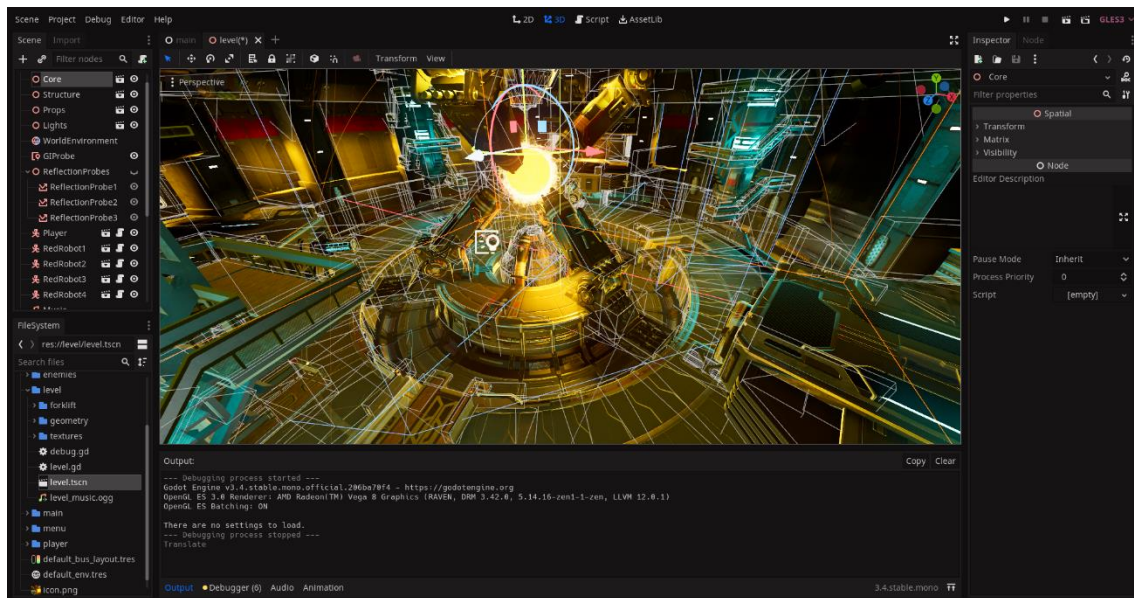 Scene Project Debug Editor Help
2D 3D Script AssetLib
GLES3
Scene Import
main level(*)
Inspector Node
Filter nodes
Transform View
Perspective
Core
Structure
Props
Lights
WorldEnvironment
GIProbe
ReflectionProbes
ReflectionProbe1
ReflectionProbe2
ReflectionProbe3
Player
RedRobot1
RedRobot2
RedRobot3
RedRobot4
Music
Core
Filter properties
Spatial
Transform
Matrix
Visibility
Node
Editor Description
Pause Mode Inherit
Process Priority 0
Script [empty]
FileSystem
res://level/level.tscn
Search files
enemies
level
forklift
geometry
textures
debug.gd
level.gd
level.tscn
level_music.ogg
main
menu
player
default_bus_layout.tres
default_env.tres
icon.png
Output: Copy Clear
--- Debugging process started ---
Godot Engine v3.4.stable.mono.official.206ba70f4 - https://godotengine.org
OpenGL ES 3.0 Renderer: AMD Radeon(TM) Vega 8 Graphics (RAVEN, DRM 3.42.0, 5.14.16-zen1-1-zen, LLVM 12.0.1)
OpenGL ES Batching: ON
There are no settings to load.
--- Debugging process stopped ---
Translate
Output Debugger (6) Audio Animation
3.4.stable.mono